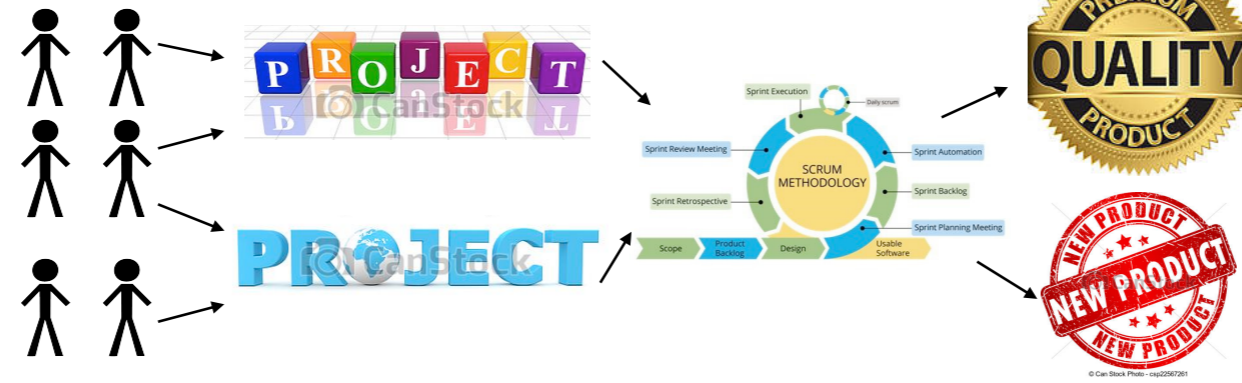 PROJECT
CanStock
PROJECT
CanStock
Sprint Execution
Daily scrum
Sprint Review Meeting
Sprint Automation
SCRUM
METHODOLOGY
Sprint Retrospective
Sprint Backlog
Sprint Planning Meeting
Scope
Product
Backlog
Design
Usable
Software
PREMIUM
QUALITY
PRODUCT
NEW PRODUCT
NEW PRODUCT
NEW PRODUCT
© Can Stock Photo - csp22567261